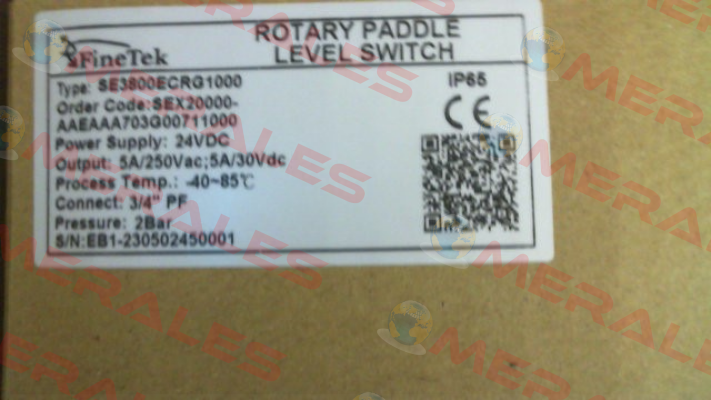 FineTek
ROTARY PADDLE
LEVEL SWITCH
Type: SE3800ECRG1000
IP65
Order Code:SEX20000-
AAEAAA703G00711000
CE
Power Supply: 24VDC
Output: 5A/250Vac;5A/30Vdc
Process Temp.: -40~85℃
Connect: 3/4" PF
Pressure: 2Bar
S/N:EB1-230502450001
MERALES
MERALES
MERALES
MERALES